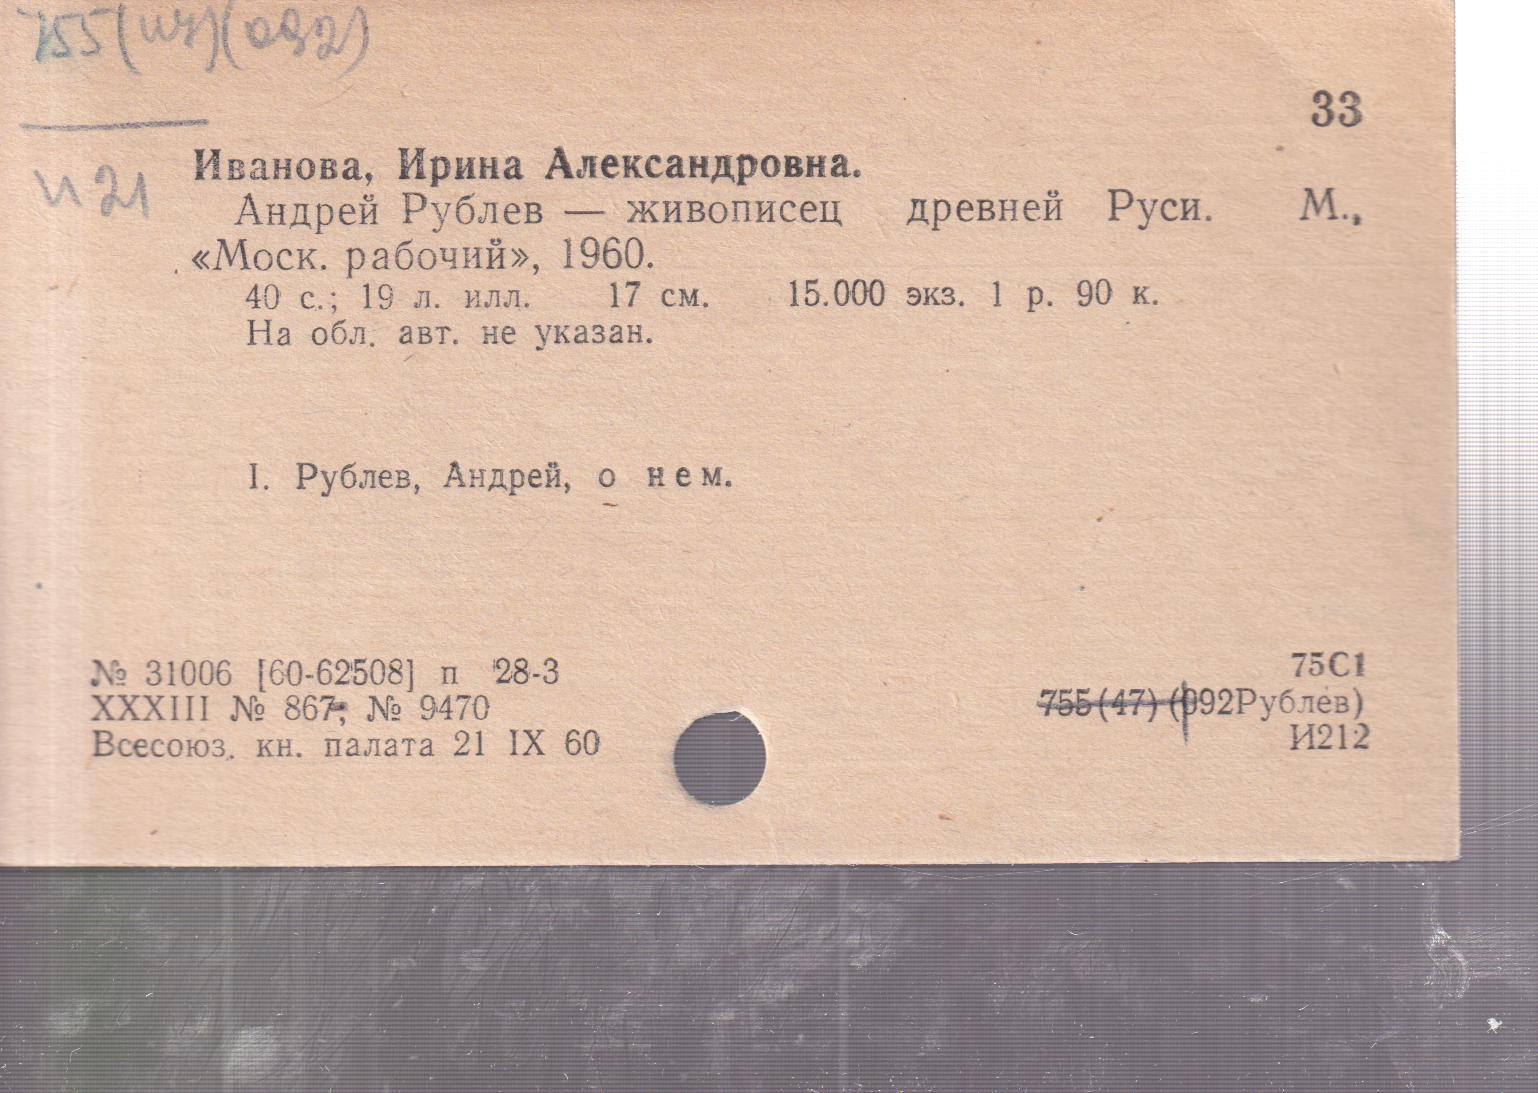 755(47)(092)
33
И21
Иванова, Ирина Александровна.
Андрей Рублев — живописец древней Руси. М.,
«Моск. рабочий», 1960.
40 с.; 19 л. илл. 17 см. 15.000 экз. 1 р. 90 к.
На обл. авт. не указан.
I. Рублев, Андрей, о нем.
№ 31006 [60-62508] п 28-3
XXXIII № 867; № 9470
Всесоюз. кн. палата 21 IX 60
75С1
755(47)(092Рублев)
И212